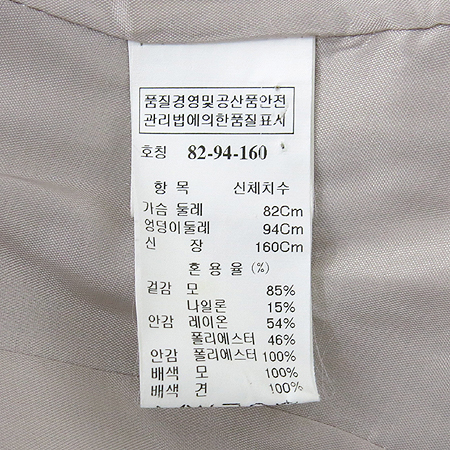 품질경영및공산품안전
관리법에의한품질표시
호칭 82-94-160
항 목 신체치수
가슴 둘레 82Cm
엉덩이둘레 94Cm
신 장 160Cm
혼 용 율 (%)
겉감 모 85%
나일론 15%
안감 레이온 54%
폴리에스터 46%
안감 폴리에스터 100%
배색 모 100%
배색 견 100%